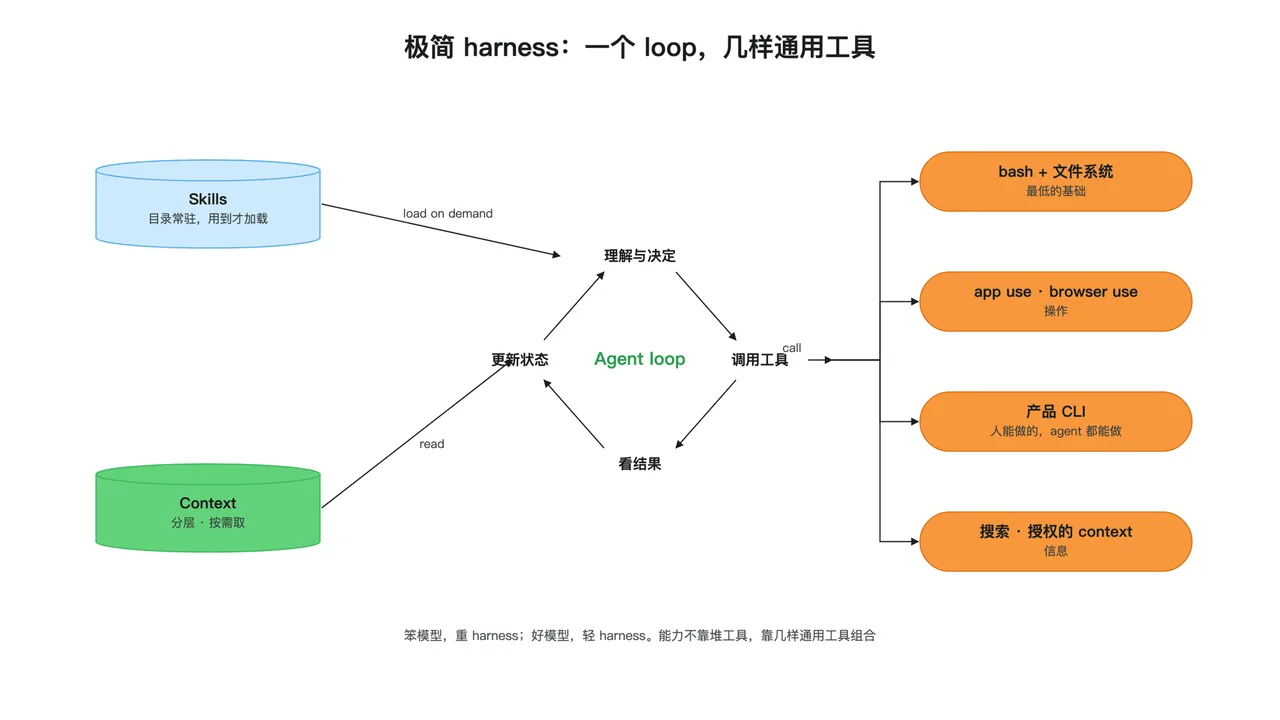 极简 harness：一个 loop，几样通用工具
Skills
目录常驻，用到才加载
load on demand
理解与决定
更新状态
Agent loop
调用工具
call
看结果
read
Context
分层 · 按需取
bash + 文件系统
最低的基础
app use · browser use
操作
产品 CLI
人能做的，agent 都能做
搜索 · 授权的 context
信息
笨模型，重 harness；好模型，轻 harness。能力不靠堆工具，靠几样通用工具组合